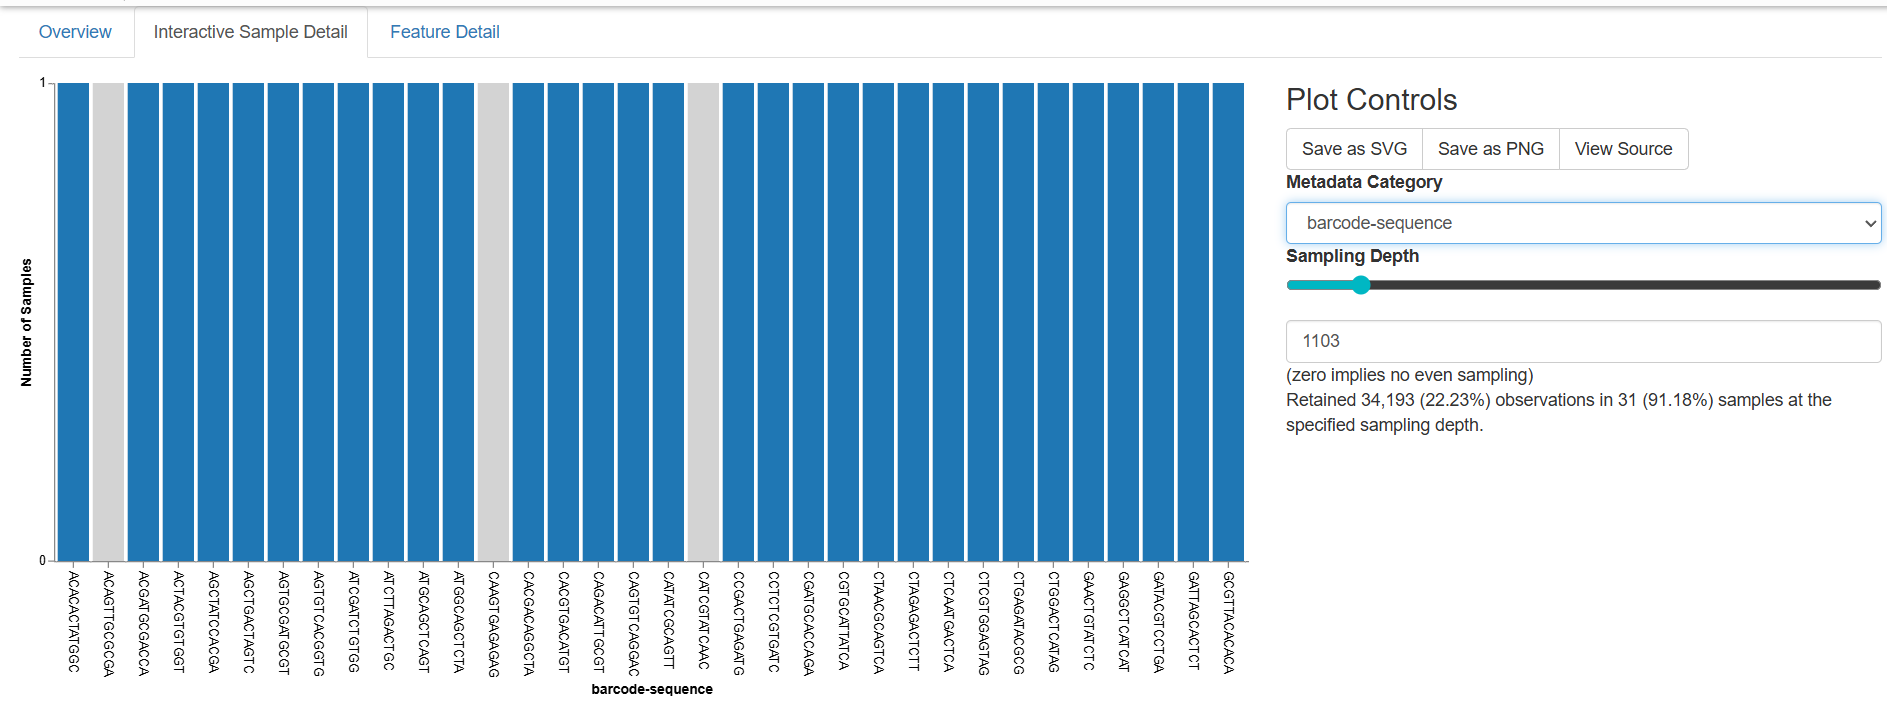 Overview Interactive Sample Detail Feature Detail
1
0
Number of Samples
ACACACTATGGC
ACAGTTGCGCGA
ACGATGCGACCA
ACTACGTGTGGT
AGCTATCCACGA
AGCTGACTAGTC
AGTGCGATGCGT
AGTGTCACGGTG
ATCGATCTGTGG
ATCTTAGACTGC
ATGCAGCTCAGT
ATGGCAGCTCTA
CAAGTGAGAGAG
CACGACAGGCTA
CACGTGACATGT
CAGACATTGCGT
CAGTGTCAGGAC
CATATCGCAGTT
CATCGTATCAAC
CCGACTGAGATG
CCTCTCGTGATC
CGATGCACCAGA
CGTGCATTATCA
CTAACGCAGTCA
CTAGAGACTCTT
CTCAATGACTCA
CTCGTGGAGTAG
CTGAGATACGCG
CTGGACTCATAG
GAACTGTATCTC
GAGGCTCATCAT
GATACGTCCTGA
GATTAGCACTCT
GCGTTACACACA
barcode-sequence
Plot Controls
Save as SVG Save as PNG View Source
Metadata Category
barcode-sequence
Sampling Depth
1103
(zero implies no even sampling)
Retained 34,193 (22.23%) observations in 31 (91.18%) samples at the
specified sampling depth.